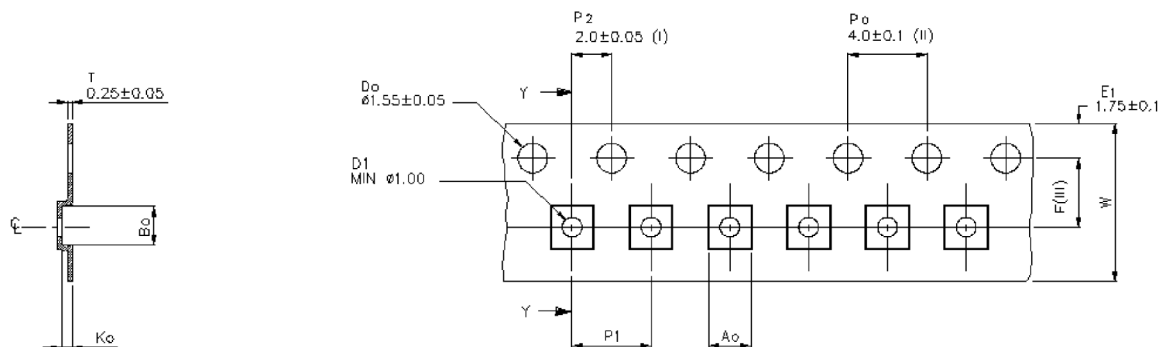 T
0.25±0.05
Bo
Ko
℄
P2
2.0±0.05 (I)
Po
4.0±0.1 (II)
Do
ø1.55±0.05
Y
E1
1.75±0.1
D1
MIN ø1.00
F(III)
W
Y
P1
Ao